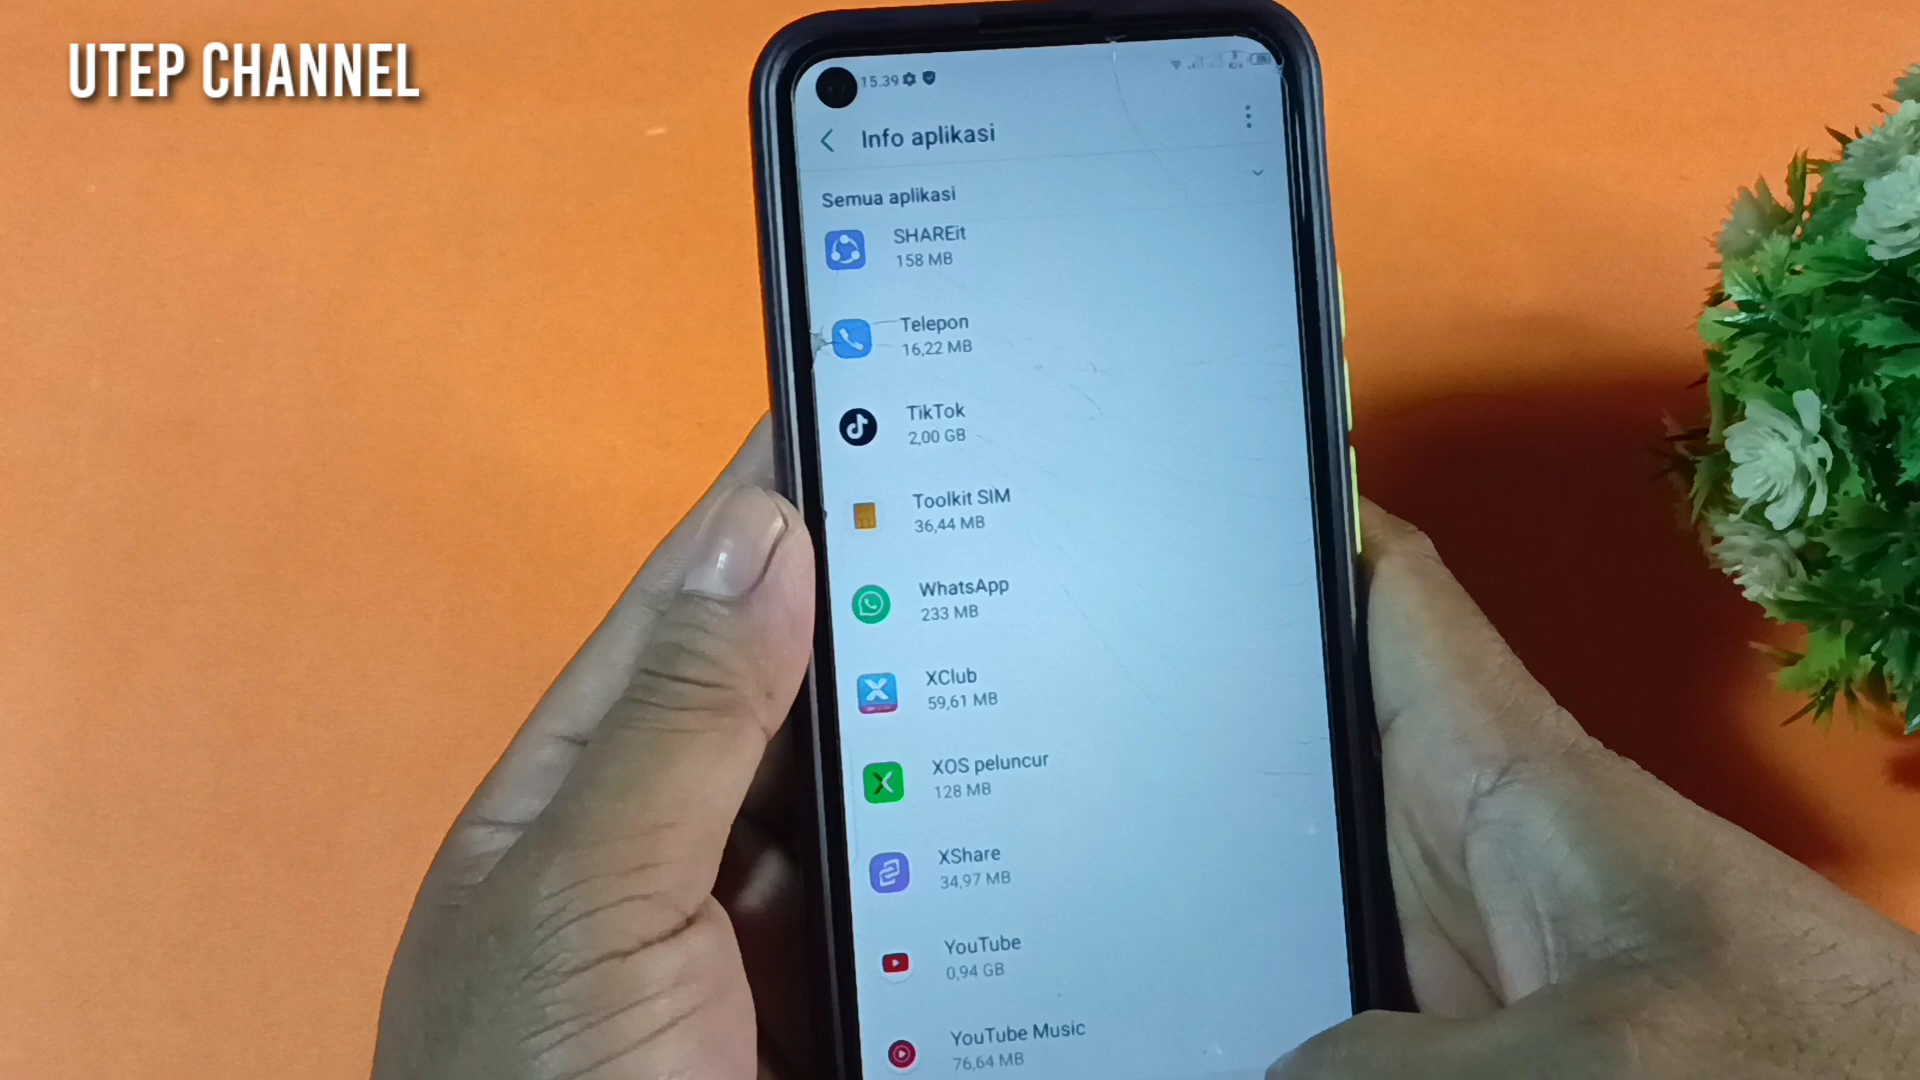 UTEP CHANNEL
15.39
Info aplikasi
Semua aplikasi
SHAREit
158 MB
Telepon
16,22 MB
TikTok
2,00 GB
Toolkit SIM
36,44 MB
WhatsApp
233 MB
XClub
59,61 MB
XOS peluncur
128 MB
XShare
34,97 MB
YouTube
0,94 GB
YouTube Music
76,64 MB